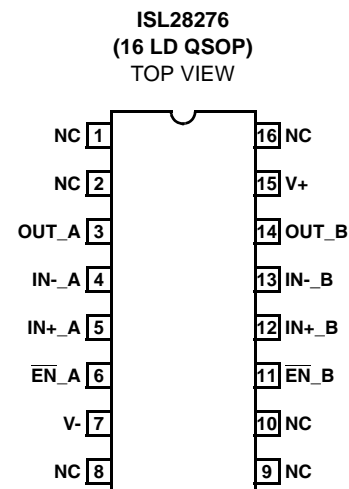 ISL28276
(16 LD QSOP)
TOP VIEW
NC 1 16 NC
NC 2 15 V+
OUT_A 3 14 OUT_B
IN-_A 4 13 IN-_B
IN+_A 5 12 IN+_B
E̅N̅_A 6 11 E̅N̅_B
V- 7 10 NC
NC 8 9 NC